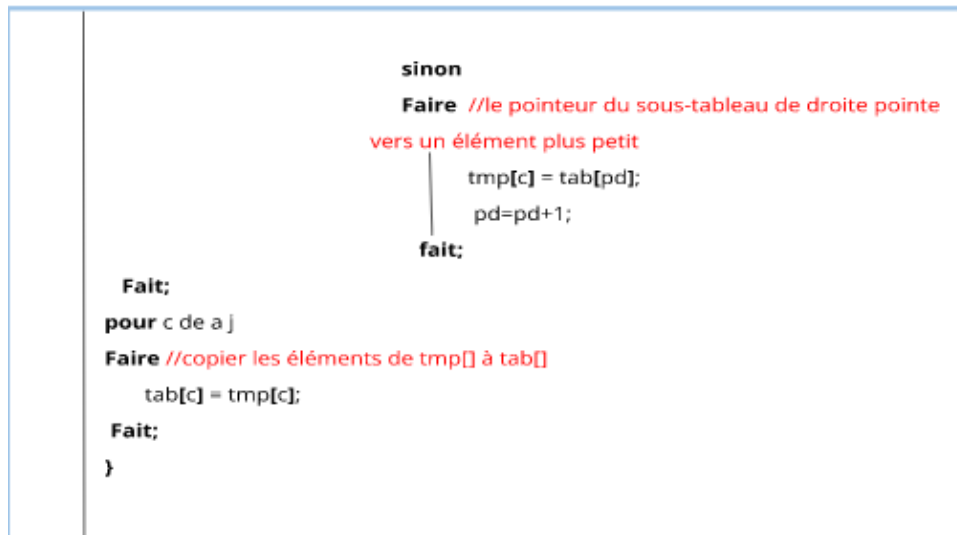 sinon
Faire //le pointeur du sous-tableau de droite pointe
vers un élément plus petit
tmp[c] = tab[pd];
pd=pd+1;
fait;
Fait;
pour c de a j
Faire //copier les éléments de tmp[] à tab[]
tab[c] = tmp[c];
Fait;
}